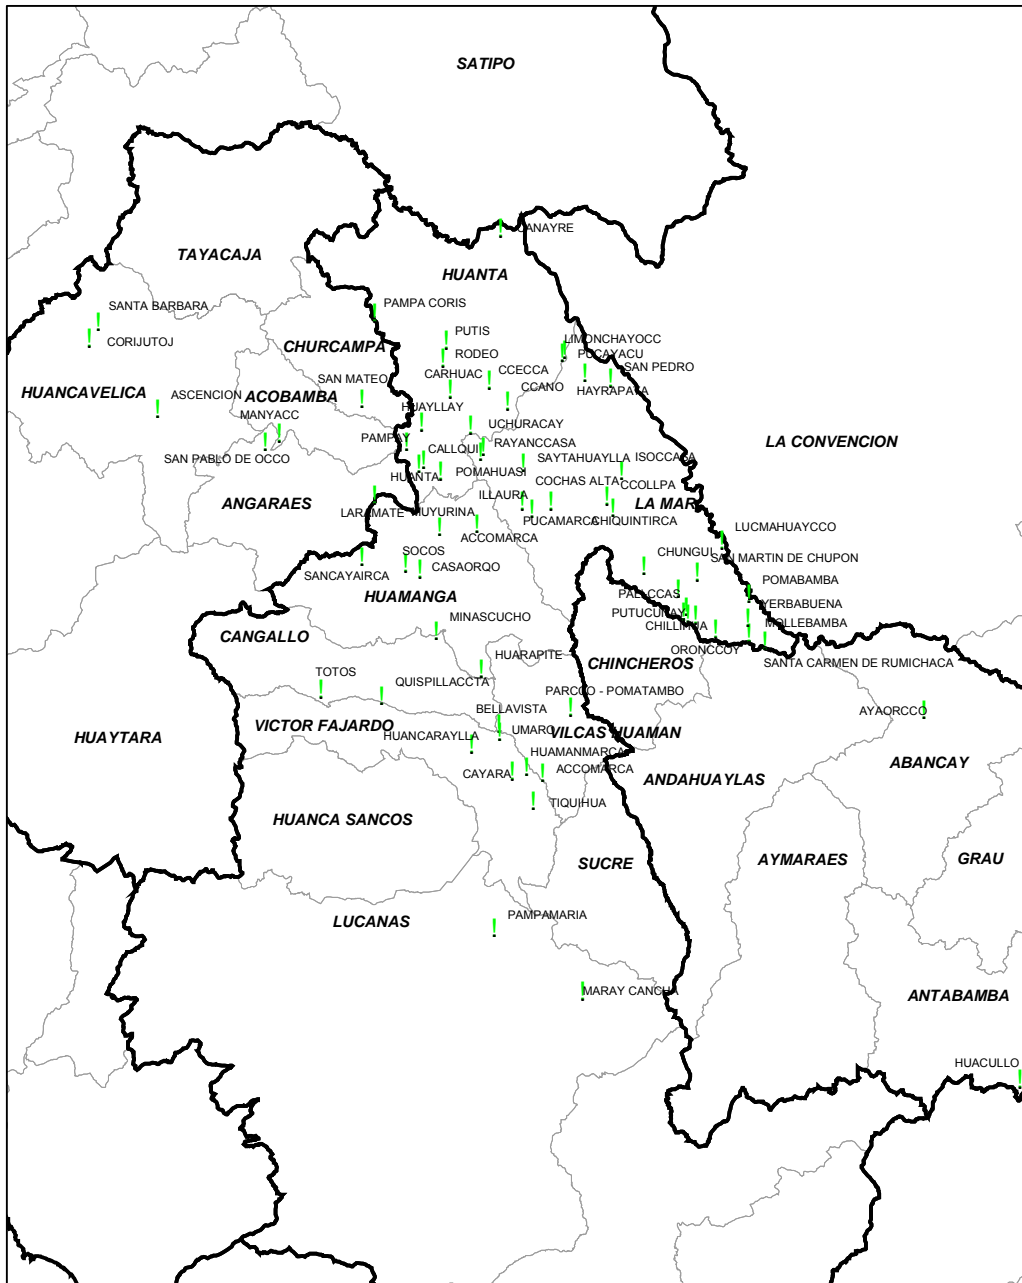 SATIPO
CANAYRE
TAYACAJA
HUANTA
SANTA BARBARA
PAMPA CORIS
CORIJUTOJ
PUTIS
LIMONCHAYOCC
CHURCAMPA
RODEO
PUCAYACU
CARHUAC
CCECCA
SAN PEDRO
SAN MATEO
HAYRAPATA
HUANCAVELICA
ASCENCION
ACOBAMBA
CCANO
HUAYLLAY
MANYACC
UCHURACAY
PAMPAY
RAYANCCASA
LA CONVENCION
CALLQUI
SAYTAHUAYLLA
ISOCCASA
SAN PABLO DE OCCO
POMAHUASI
HUANTA
COCHAS ALTA
CCOLLPA
ILLAURA
ANGARAES
LA MAR
LARAMATE
MUYURINA
PUCAMARCA
CHIQUINTIRCA
LUCMAHUAYCCO
ACCOMARCA
SOCOS
CHUNGUI
SAN MARTIN DE CHUPON
CASAORQO
SANCAYAIRCA
POMABAMBA
HUAMANGA
PALLCCAS
YERBABUENA
PUTUCUNAY
MINASCUCHO
MOLLEBAMBA
CHILLIHUA
CANGALLO
HUARAPITE
ORONCCOY
CHINCHEROS
SANTA CARMEN DE RUMICHACA
TOTOS
QUISPILLACCTA
PARCCO - POMATAMBO
BELLAVISTA
AYAORCCO
VICTOR FAJARDO
UMARO
VILCAS HUAMAN
HUAYTARA
HUANCARAYLLA
HUAMANMARCA
ABANCAY
CAYARA
ACCOMARCA
ANDAHUAYLAS
TIQUIHUA
HUANCA SANCOS
SUCRE
AYMARAES
GRAU
PAMPAMARIA
LUCANAS
MARAY CANCHA
ANTABAMBA
HUACULLO